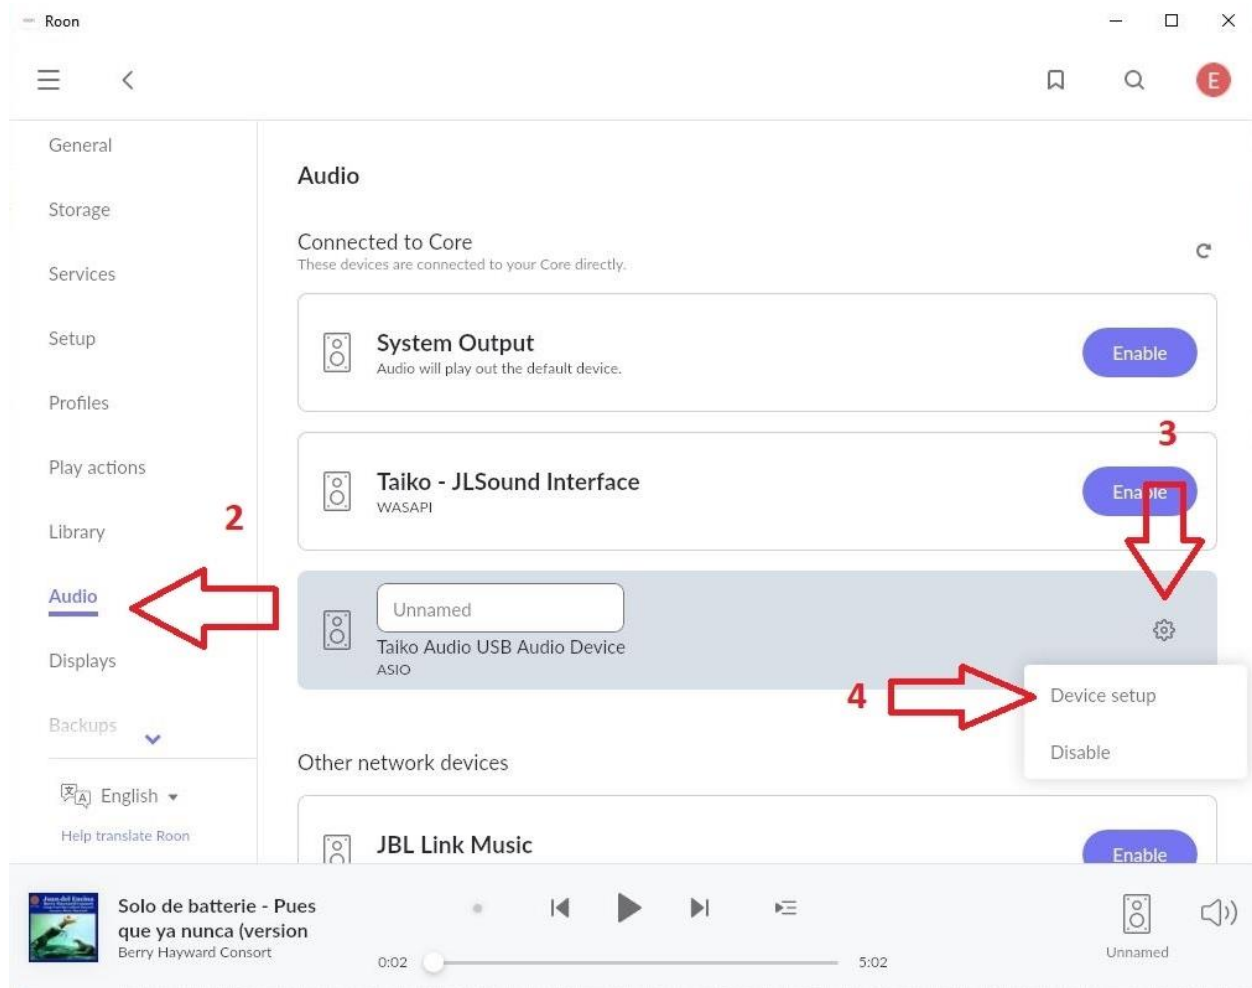 Roon
E
General
Storage
Services
Setup
Profiles
Play actions
Library
Audio
Displays
Backups
English
Help translate Roon
2
Audio
Connected to Core
These devices are connected to your Core directly.
System Output
Audio will play out the default device.
Enable
3
Taiko - JLSound Interface
WASAPI
Enable
Unnamed
Taiko Audio USB Audio Device
ASIO
4
Device setup
Disable
Other network devices
JBL Link Music
Enable
Solo de batterie - Pues
que ya nunca (version
Berry Hayward Consort
0:02
5:02
Unnamed